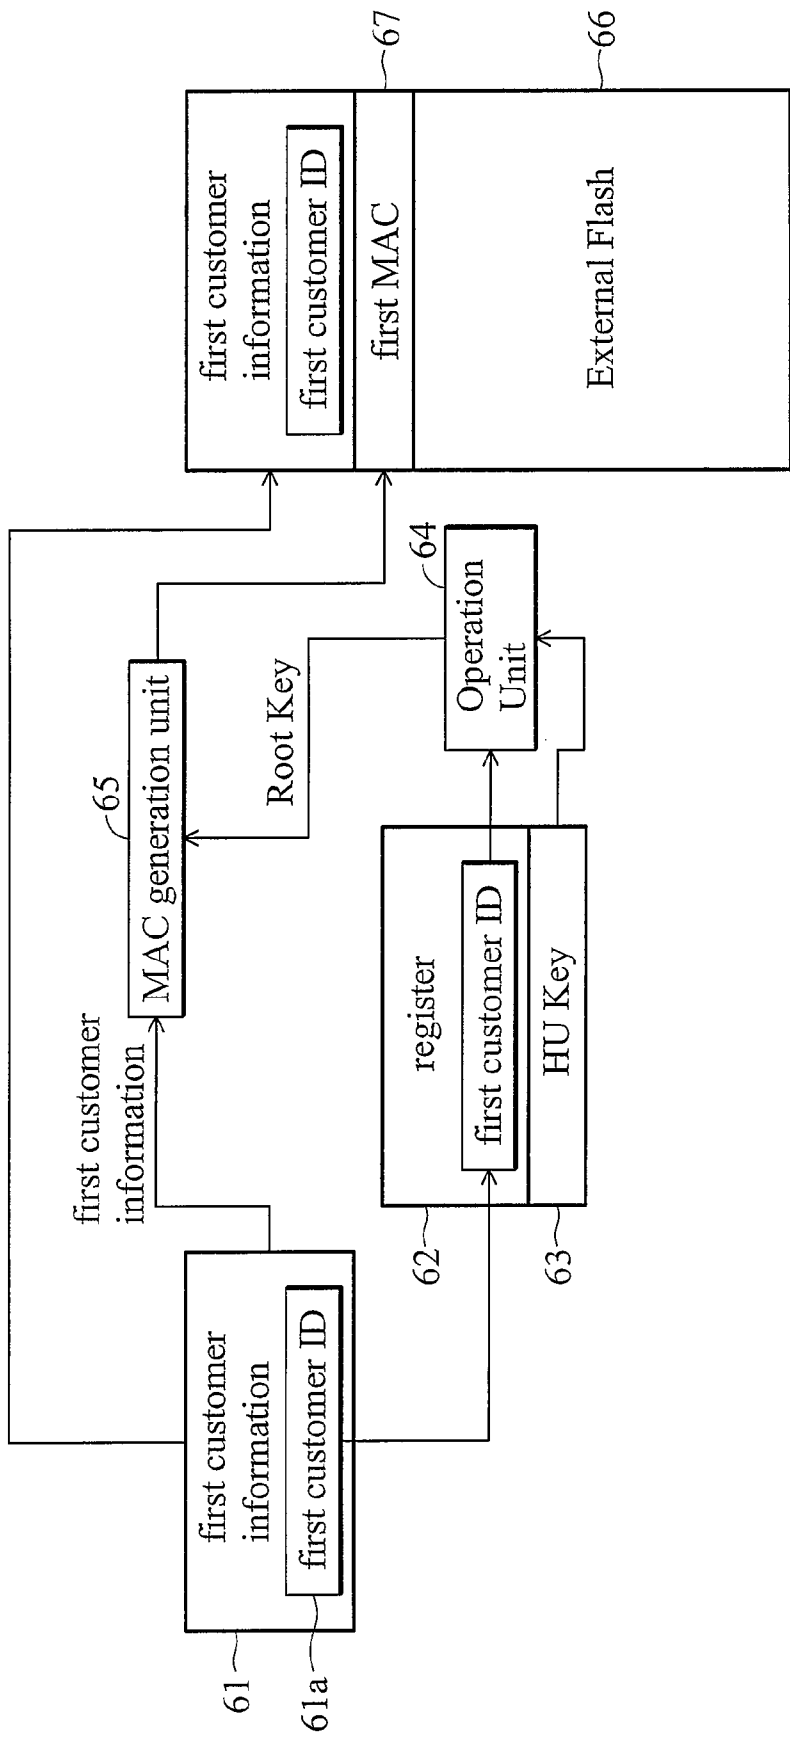 61
first customer
information
first customer ID
61a
first customer
information
65
MAC generation unit
Root Key
62
register
first customer ID
63
HU Key
64
Operation
Unit
first customer
information
first customer ID
first MAC
67
External Flash
66